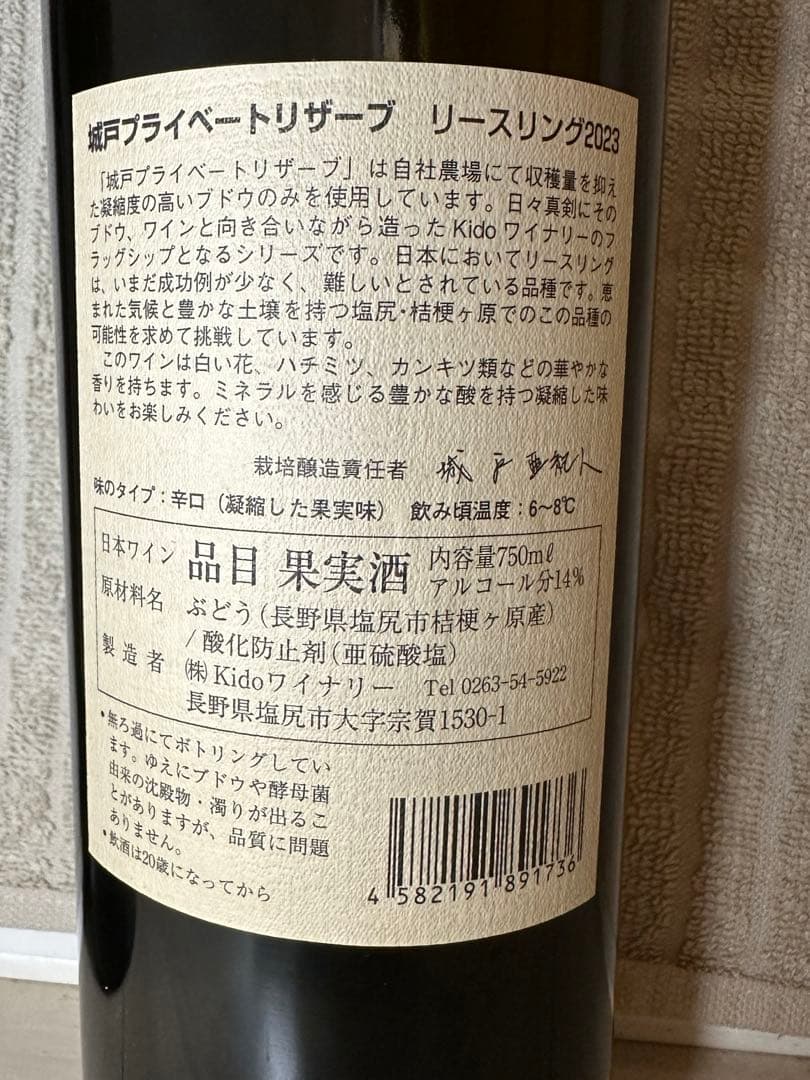 城戸プライベートリザーブ　リースリング2023
「城戸プライベートリザーブ」は自社農場にて収穫量を抑え
た凝縮度の高いブドウのみを使用しています。日々真剣にその
ブドウ、ワインと向き合いながら造ったKidoワイナリーのフ
ラッグシップとなるシリーズです。日本においてリースリング
は、いまだ成功例が少なく、難しいとされている品種です。恵
まれた気候と豊かな土壌を持つ塩尻・桔梗ヶ原でのこの品種の
可能性を求めて挑戦しています。
このワインは白い花、ハチミツ、カンキツ類などの華やかな
香りを持ちます。ミネラルを感じる豊かな酸を持つ凝縮した味
わいをお楽しみください。
栽培醸造責任者 城戸亜紀人
味のタイプ：辛口（凝縮した果実味）　飲み頃温度：6～8℃
日本ワイン 品目 果実酒 内容量750mℓ
アルコール分14%
原材料名 ぶどう（長野県塩尻市桔梗ヶ原産）
/ 酸化防止剤（亜硫酸塩）
製造者 ㈱Kidoワイナリー Tel 0263-54-5922
長野県塩尻市大字宗賀1530-1
•無ろ過にてボトリングしてい
ます。ゆえにブドウや酵母菌
由来の沈殿物・濁りが出るこ
とがありますが、品質に問題
ありません。
•飲酒は20歳になってから
4 582191 891736